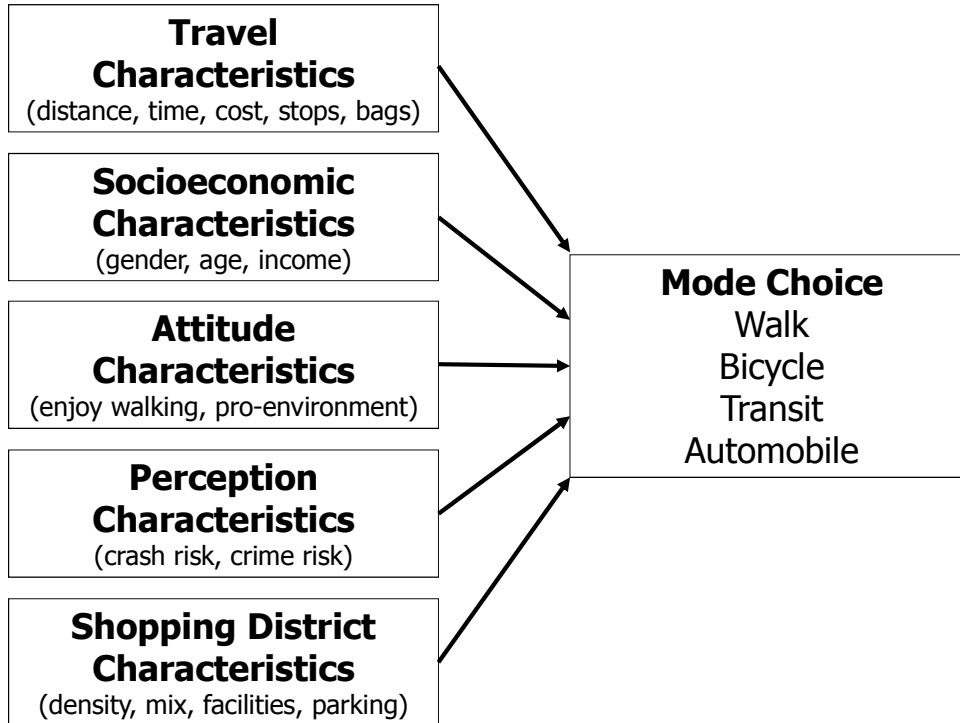 Travel
Characteristics
(distance, time, cost, stops, bags)
Socioeconomic
Characteristics
(gender, age, income)
Attitude
Characteristics
(enjoy walking, pro-environment)
Perception
Characteristics
(crash risk, crime risk)
Shopping District
Characteristics
(density, mix, facilities, parking)
Mode Choice
Walk
Bicycle
Transit
Automobile